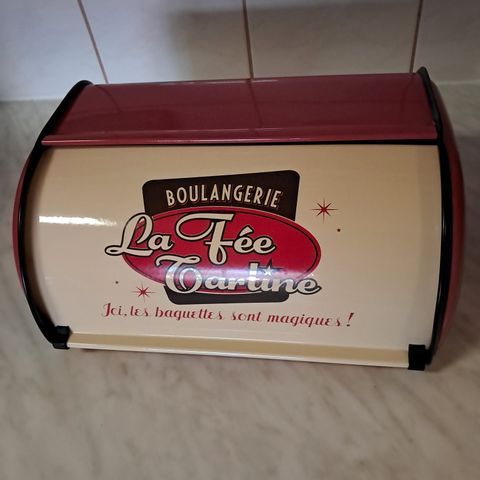 BOULANGERIE
La Fée
Tartine
Ici, les baguettes sont magiques !